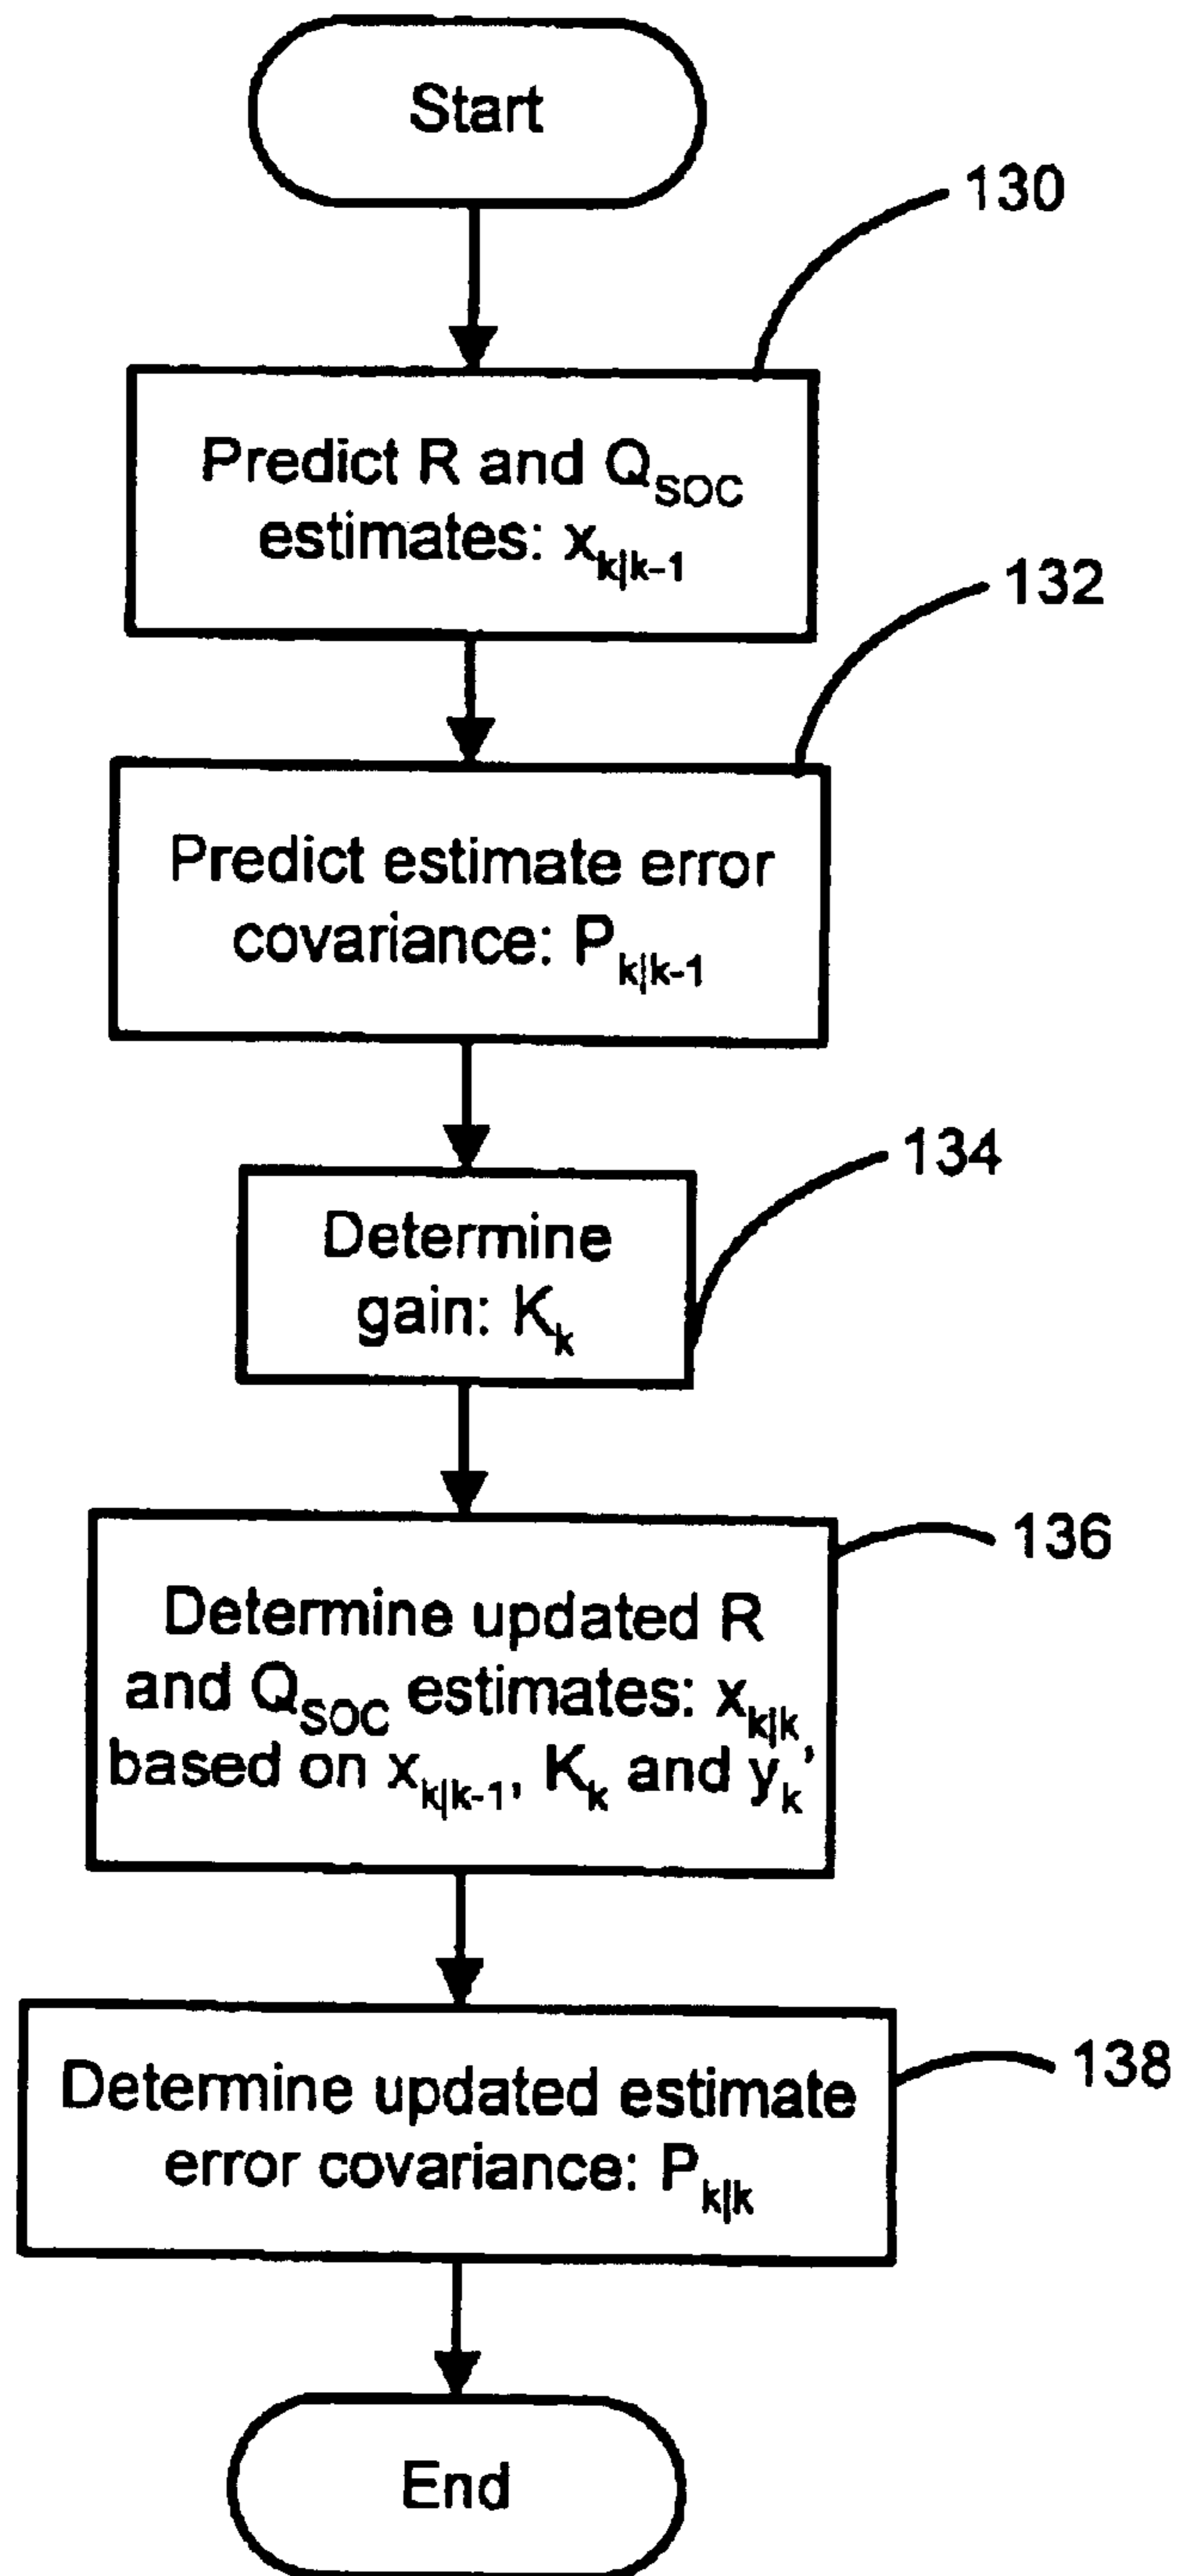 Start
130
Predict R and Q_SOC
estimates: x_k|k-1
132
Predict estimate error
covariance: P_k|k-1
134
Determine
gain: K_k
136
Determine updated R
and Q_SOC estimates: x_k|k,
based on x_k|k-1, K_k and y_k'
138
Determine updated estimate
error covariance: P_k|k
End